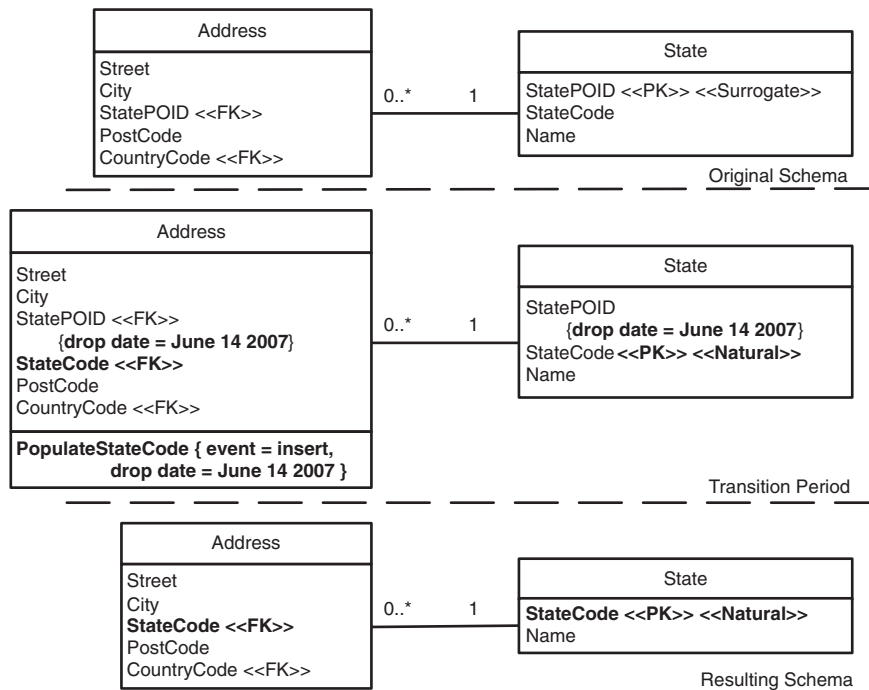 Address
Street
City
StatePOID <<FK>>
PostCode
CountryCode <<FK>>
0..* 1
State
StatePOID <<PK>> <<Surrogate>>
StateCode
Name
Original Schema
Address
Street
City
StatePOID <<FK>>
{drop date = June 14 2007}
StateCode <<FK>>
PostCode
CountryCode <<FK>>
PopulateStateCode { event = insert,
drop date = June 14 2007 }
0..* 1
State
StatePOID
{drop date = June 14 2007}
StateCode<<PK>> <<Natural>>
Name
Transition Period
Address
Street
City
StateCode <<FK>>
PostCode
CountryCode <<FK>>
0..* 1
State
StateCode <<PK>> <<Natural>>
Name
Resulting Schema